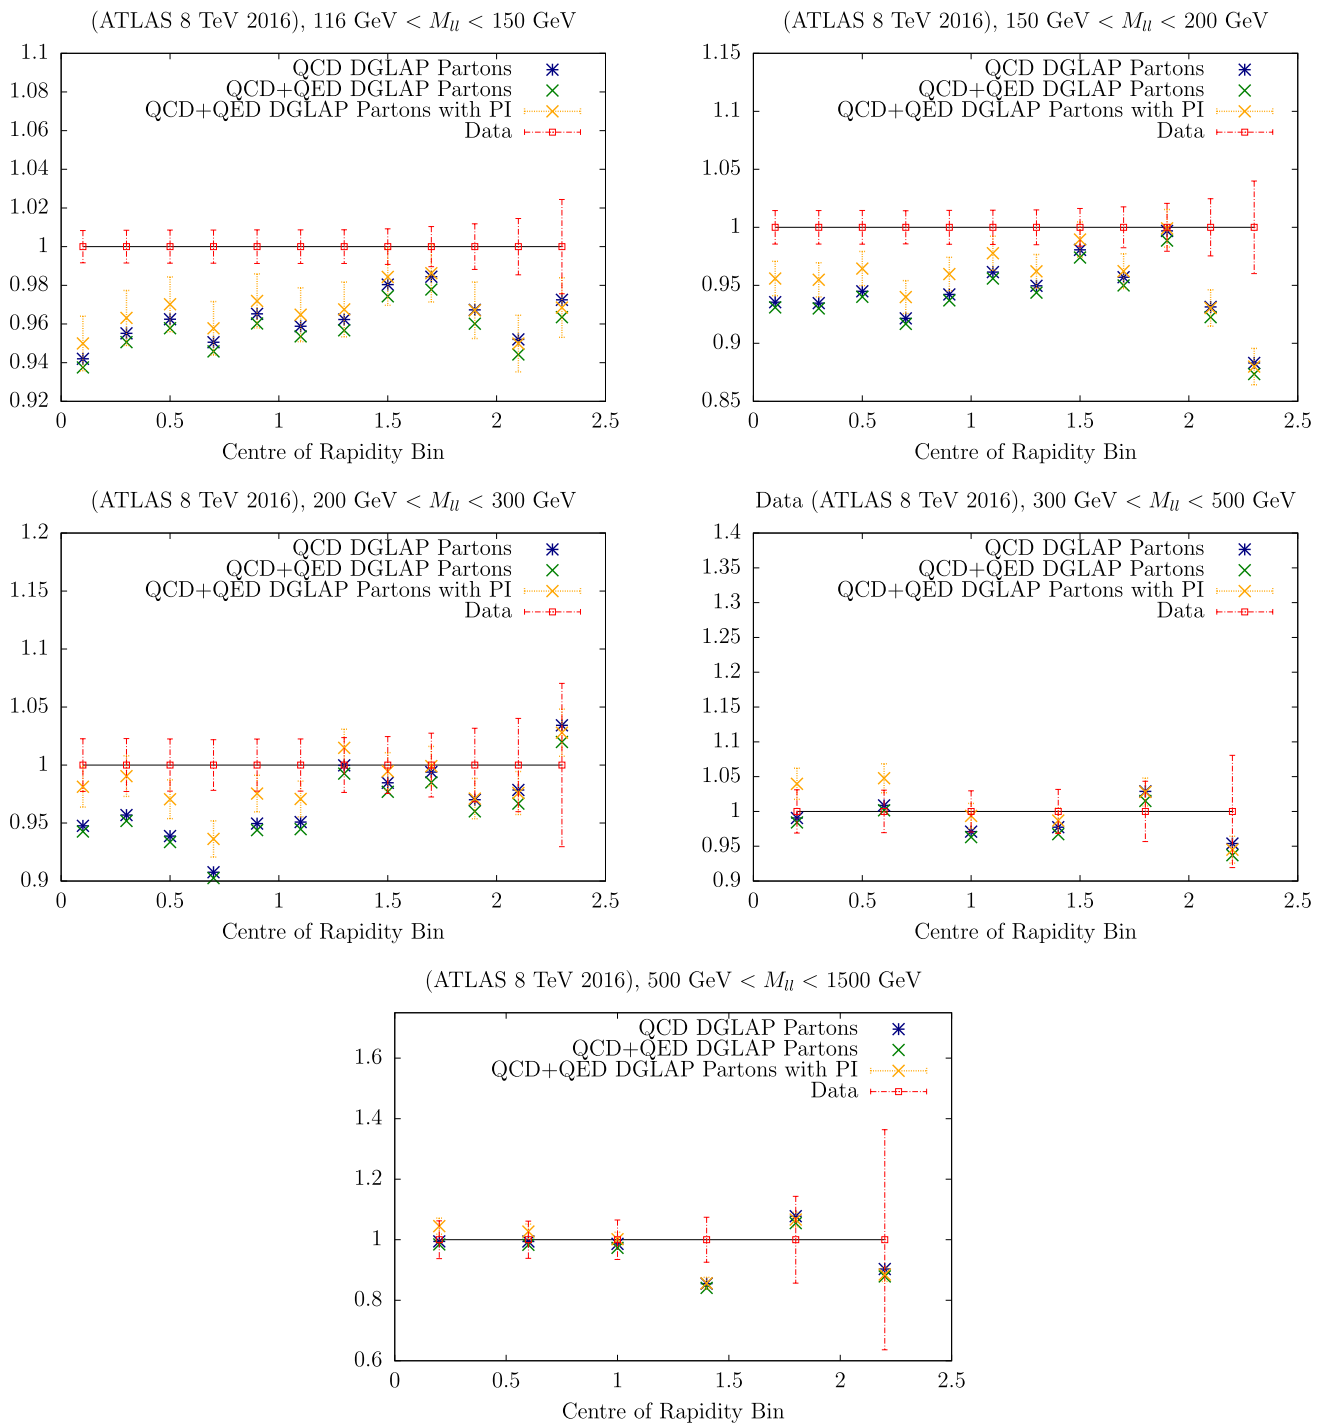 (ATLAS 8 TeV 2016), 116 GeV < M_ll < 150 GeV
1.1
1.08
1.06
1.04
1.02
1
0.98
0.96
0.94
0.92
QCD DGLAP Partons
QCD+QED DGLAP Partons
QCD+QED DGLAP Partons with PI
Data
0 0.5 1 1.5 2 2.5
Centre of Rapidity Bin
(ATLAS 8 TeV 2016), 150 GeV < M_ll < 200 GeV
1.15
1.1
1.05
1
0.95
0.9
0.85
QCD DGLAP Partons
QCD+QED DGLAP Partons
QCD+QED DGLAP Partons with PI
Data
0 0.5 1 1.5 2 2.5
Centre of Rapidity Bin
(ATLAS 8 TeV 2016), 200 GeV < M_ll < 300 GeV
1.2
1.15
1.1
1.05
1
0.95
0.9
QCD DGLAP Partons
QCD+QED DGLAP Partons
QCD+QED DGLAP Partons with PI
Data
0 0.5 1 1.5 2 2.5
Centre of Rapidity Bin
Data (ATLAS 8 TeV 2016), 300 GeV < M_ll < 500 GeV
1.4
1.35
1.3
1.25
1.2
1.15
1.1
1.05
1
0.95
0.9
QCD DGLAP Partons
QCD+QED DGLAP Partons
QCD+QED DGLAP Partons with PI
Data
0 0.5 1 1.5 2 2.5
Centre of Rapidity Bin
(ATLAS 8 TeV 2016), 500 GeV < M_ll < 1500 GeV
1.6
1.4
1.2
1
0.8
0.6
QCD DGLAP Partons
QCD+QED DGLAP Partons
QCD+QED DGLAP Partons with PI
Data
0 0.5 1 1.5 2 2.5
Centre of Rapidity Bin